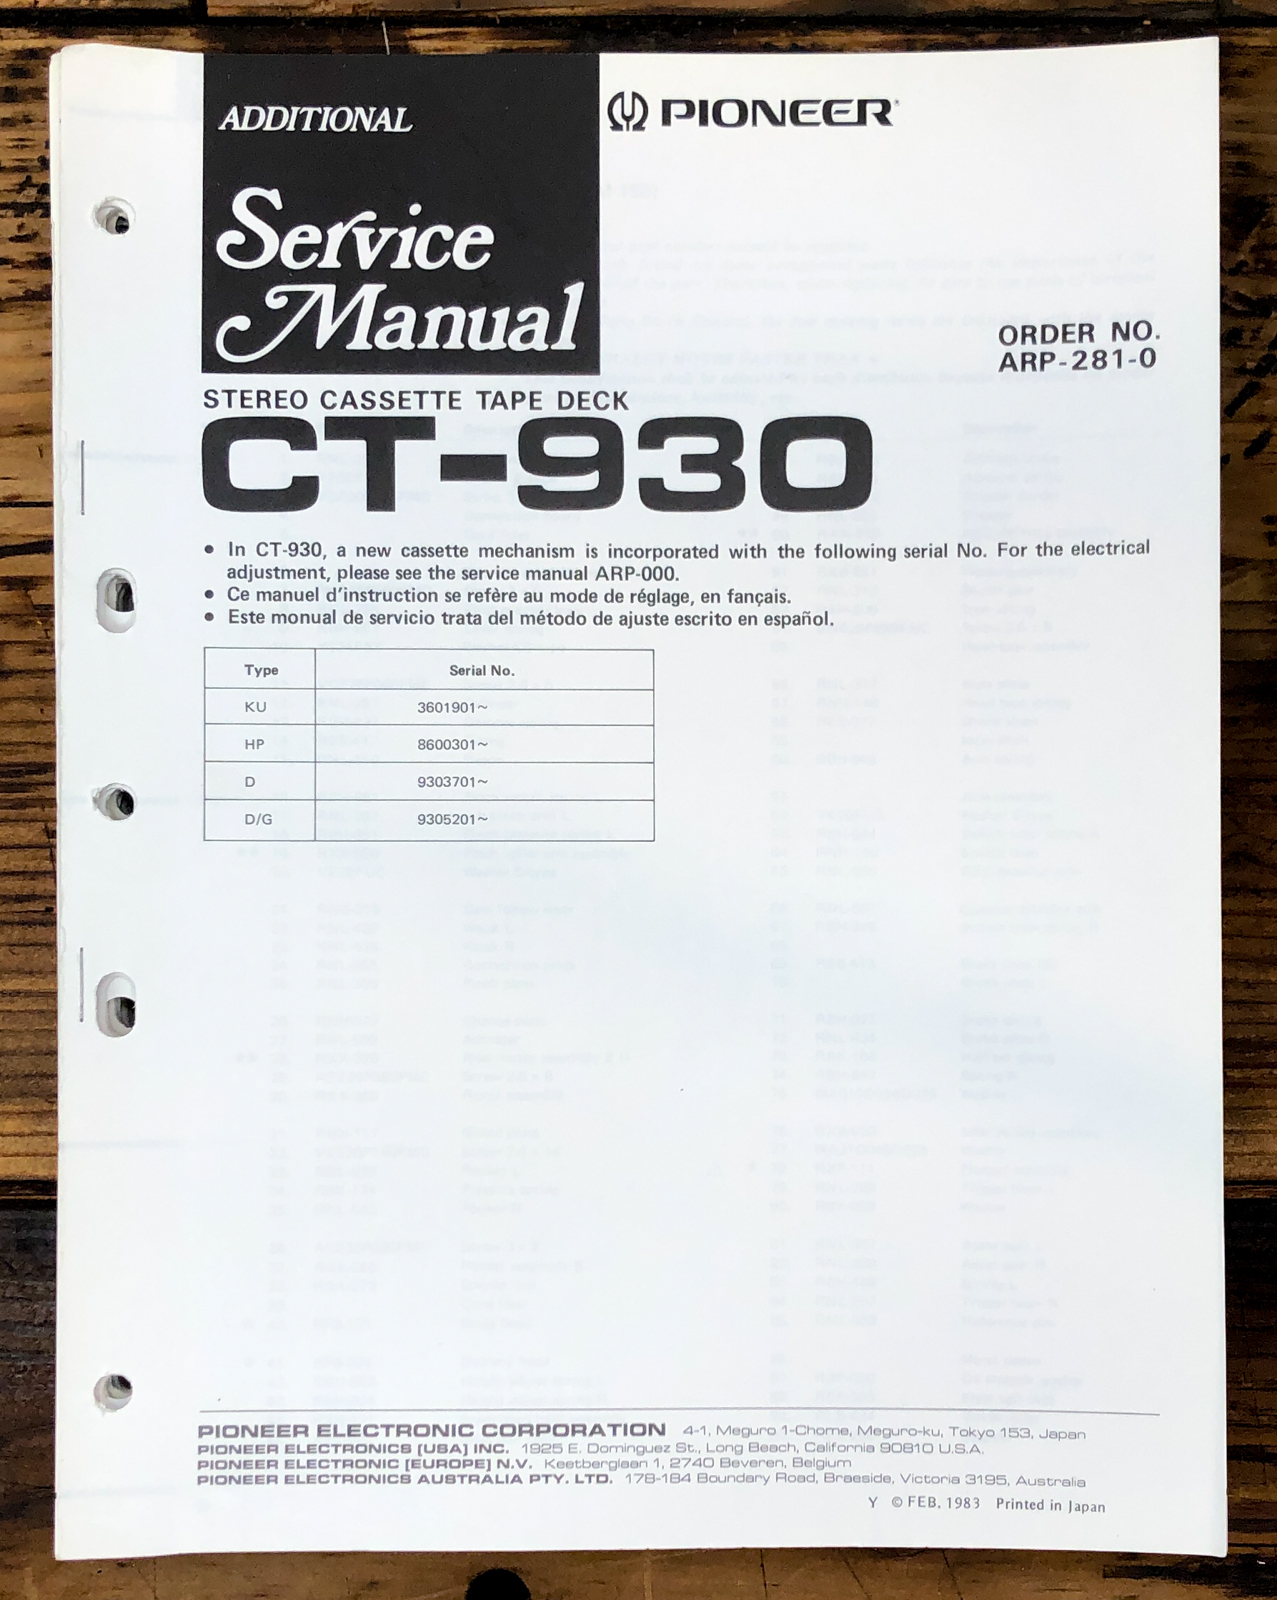 ADDITIONAL
Service
Manual
PIONEER®
ORDER NO.
ARP-281-0
STEREO CASSETTE TAPE DECK
CT-930
• In CT-930, a new cassette mechanism is incorporated with the following serial No. For the electrical
adjustment, please see the service manual ARP-000.
• Ce manuel d'instruction se refère au mode de réglage, en fançais.
• Este monual de servicio trata del método de ajuste escrito en español.
Type Serial No.
KU 3601901~
HP 8600301~
D 9303701~
D/G 9305201~
PIONEER ELECTRONIC CORPORATION 4-1, Meguro 1-Chome, Meguro-ku, Tokyo 153, Japan
PIONEER ELECTRONICS [USA] INC. 1925 E. Dominguez St., Long Beach, California 90810 U.S.A.
PIONEER ELECTRONIC [EUROPE] N.V. Keetberglaan 1, 2740 Beveren, Belgium
PIONEER ELECTRONICS AUSTRALIA PTY. LTD. 178-184 Boundary Road, Braeside, Victoria 3195, Australia
Y © FEB. 1983 Printed in Japan